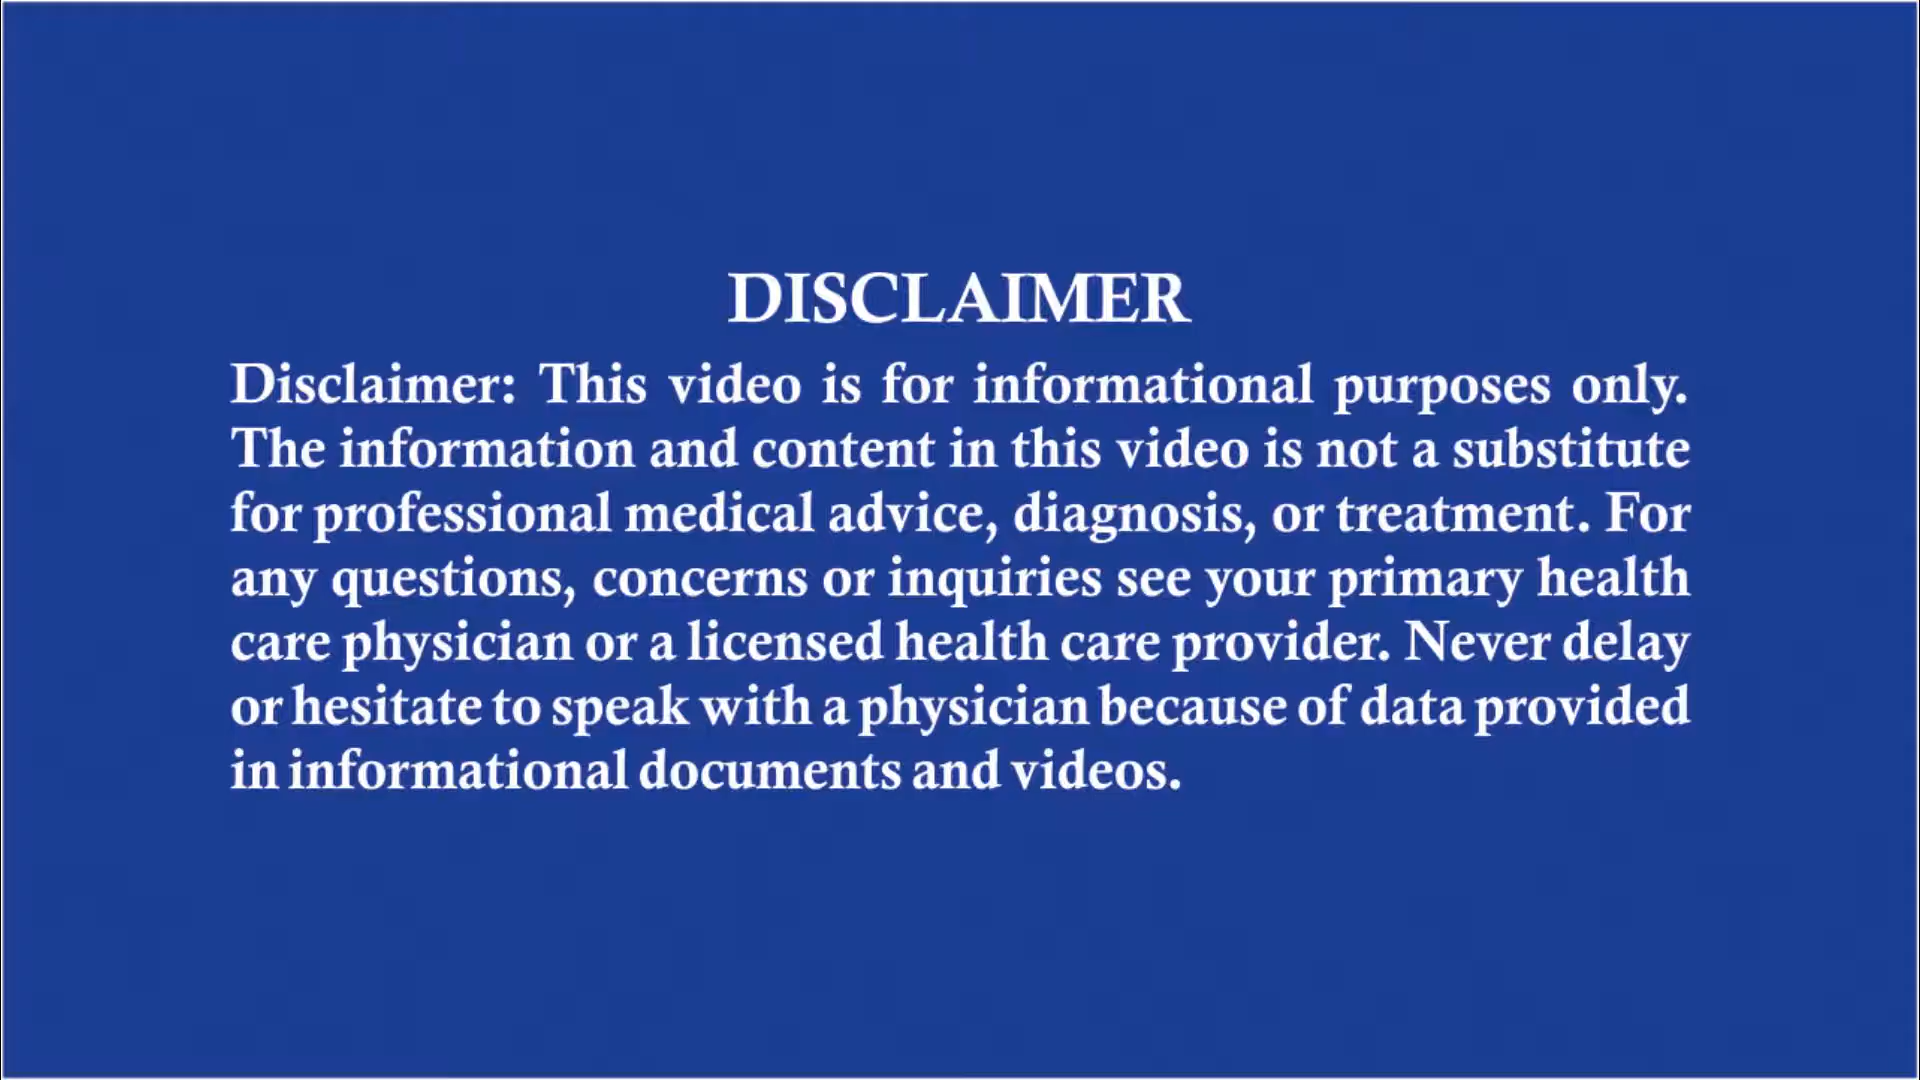 DISCLAIMER
Disclaimer: This video is for informational purposes only.
The information and content in this video is not a substitute
for professional medical advice, diagnosis, or treatment. For
any questions, concerns or inquiries see your primary health
care physician or a licensed health care provider. Never delay
or hesitate to speak with a physician because of data provided
in informational documents and videos.